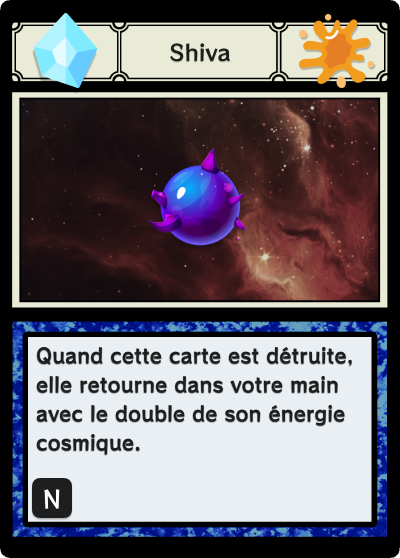 Shiva
Quand cette carte est détruite,
elle retourne dans votre main
avec le double de son énergie
cosmique.
N